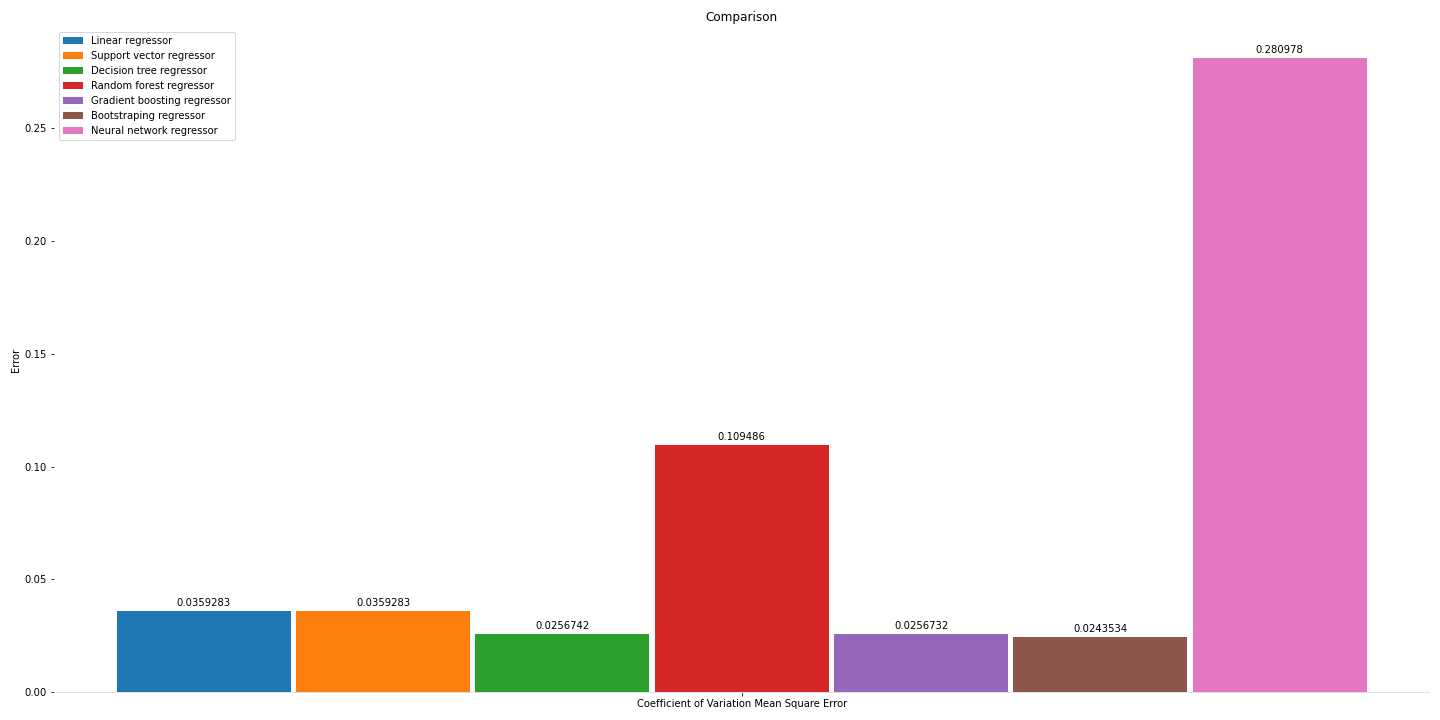 Comparison
Linear regressor
Support vector regressor
Decision tree regressor
Random forest regressor
Gradient boosting regressor
Bootstraping regressor
Neural network regressor
0.280978
0.25
0.20
0.15
Error
0.109486
0.10
0.05
0.0359283
0.0359283
0.0256742
0.0256732
0.0243534
0.00
Coefficient of Variation Mean Square Error